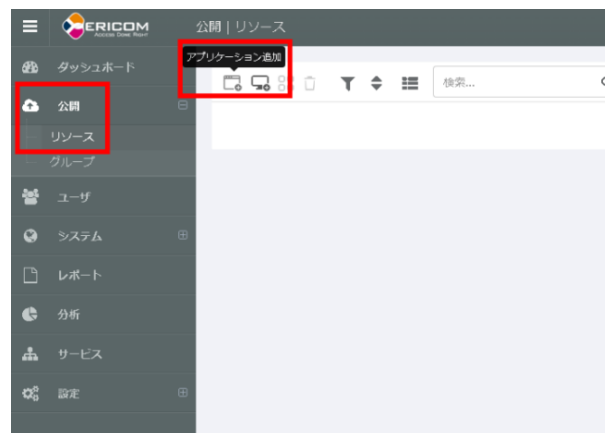 ERICOM
Access Done Right
公開 | リソース
アプリケーション追加
検索...
ダッシュボード
公開
リソース
グループ
ユーザ
システム
レポート
分析
サービス
設定